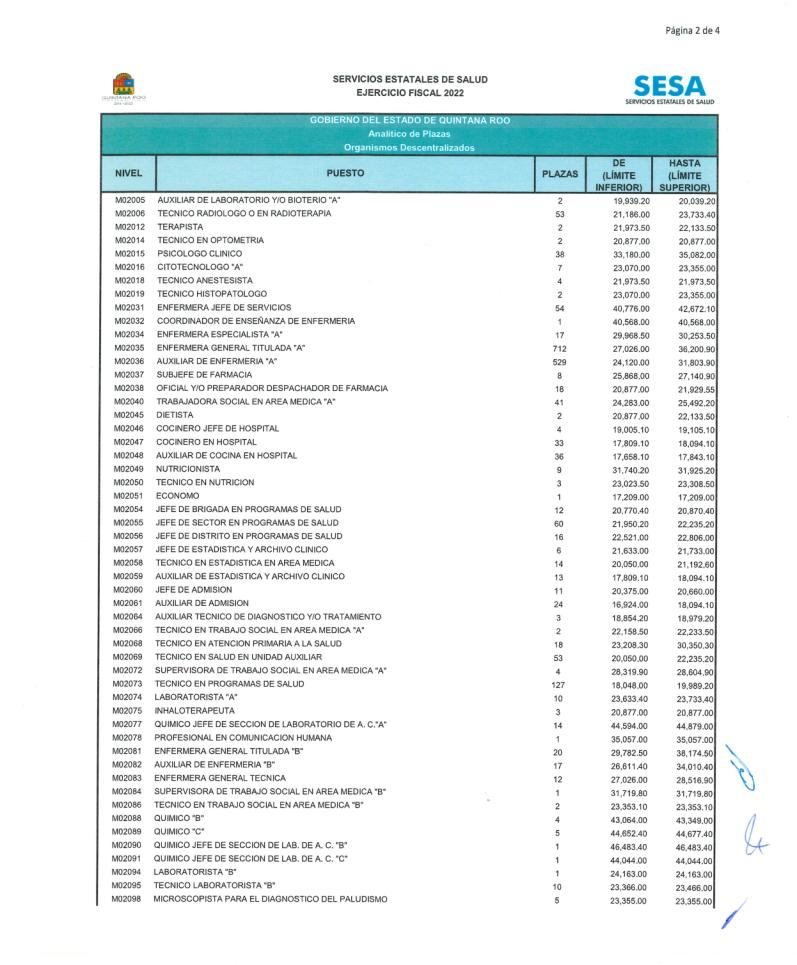 Página 2 de 4
SERVICIOS ESTATALES DE SALUD
EJERCICIO FISCAL 2022
QUINTANA ROO
SESA
SERVICIOS ESTATALES DE SALUD
GOBIERNO DEL ESTADO DE QUINTANA ROO
Analítico de Plazas
Organismos Descentralizados
NIVEL PUESTO PLAZAS DE (LÍMITE INFERIOR) HASTA (LÍMITE SUPERIOR)
M02005 AUXILIAR DE LABORATORIO Y/O BIOTERIO "A" 2 19,939.20 20,039.20
M02006 TECNICO RADIOLOGO O EN RADIOTERAPIA 53 21,186.00 23,733.40
M02012 TERAPISTA 2 21,973.50 22,133.50
M02014 TECNICO EN OPTOMETRIA 2 20,877.00 20,877.00
M02015 PSICOLOGO CLINICO 38 33,180.00 35,082.00
M02016 CITOTECNOLOGO "A" 7 23,070.00 23,355.00
M02018 TECNICO ANESTESISTA 4 21,973.50 21,973.50
M02019 TECNICO HISTOPATOLOGO 2 23,070.00 23,355.00
M02031 ENFERMERA JEFE DE SERVICIOS 54 40,776.00 42,672.10
M02032 COORDINADOR DE ENSEÑANZA DE ENFERMERIA 1 40,568.00 40,568.00
M02034 ENFERMERA ESPECIALISTA "A" 17 29,968.50 30,253.50
M02035 ENFERMERA GENERAL TITULADA "A" 712 27,026.00 36,200.90
M02036 AUXILIAR DE ENFERMERIA "A" 529 24,120.00 31,803.90
M02037 SUBJEFE DE FARMACIA 8 25,868.00 27,140.90
M02038 OFICIAL Y/O PREPARADOR DESPACHADOR DE FARMACIA 18 20,877.00 21,929.55
M02040 TRABAJADORA SOCIAL EN AREA MEDICA "A" 41 24,283.00 25,492.20
M02045 DIETISTA 2 20,877.00 22,133.50
M02046 COCINERO JEFE DE HOSPITAL 4 19,005.10 19,105.10
M02047 COCINERO EN HOSPITAL 33 17,809.10 18,094.10
M02048 AUXILIAR DE COCINA EN HOSPITAL 36 17,658.10 17,843.10
M02049 NUTRICIONISTA 9 31,740.20 31,925.20
M02050 TECNICO EN NUTRICION 3 23,023.50 23,308.50
M02051 ECONOMO 1 17,209.00 17,209.00
M02054 JEFE DE BRIGADA EN PROGRAMAS DE SALUD 12 20,770.40 20,870.40
M02055 JEFE DE SECTOR EN PROGRAMAS DE SALUD 60 21,950.20 22,235.20
M02056 JEFE DE DISTRITO EN PROGRAMAS DE SALUD 16 22,521.00 22,806.00
M02057 JEFE DE ESTADISTICA Y ARCHIVO CLINICO 6 21,633.00 21,733.00
M02058 TECNICO EN ESTADISTICA EN AREA MEDICA 14 20,050.00 21,192.60
M02059 AUXILIAR DE ESTADISTICA Y ARCHIVO CLINICO 13 17,809.10 18,094.10
M02060 JEFE DE ADMISION 11 20,375.00 20,660.00
M02061 AUXILIAR DE ADMISION 24 16,924.00 18,094.10
M02064 AUXILIAR TECNICO DE DIAGNOSTICO Y/O TRATAMIENTO 3 18,854.20 18,979.20
M02066 TECNICO EN TRABAJO SOCIAL EN AREA MEDICA "A" 2 22,158.50 22,233.50
M02068 TECNICO EN ATENCION PRIMARIA A LA SALUD 18 23,208.30 30,350.30
M02069 TECNICO EN SALUD EN UNIDAD AUXILIAR 53 20,050.00 22,235.20
M02072 SUPERVISORA DE TRABAJO SOCIAL EN AREA MEDICA "A" 4 28,319.90 28,604.90
M02073 TECNICO EN PROGRAMAS DE SALUD 127 18,048.00 19,989.20
M02074 LABORATORISTA "A" 10 23,633.40 23,733.40
M02075 INHALOTERAPEUTA 3 20,877.00 20,877.00
M02077 QUIMICO JEFE DE SECCION DE LABORATORIO DE A. C."A" 14 44,594.00 44,879.00
M02078 PROFESIONAL EN COMUNICACION HUMANA 1 35,057.00 35,057.00
M02081 ENFERMERA GENERAL TITULADA "B" 20 29,782.50 38,174.50
M02082 AUXILIAR DE ENFERMERIA "B" 17 26,611.40 34,010.40
M02083 ENFERMERA GENERAL TECNICA 12 27,026.00 28,516.90
M02084 SUPERVISORA DE TRABAJO SOCIAL EN AREA MEDICA "B" 1 31,719.80 31,719.80
M02086 TECNICO EN TRABAJO SOCIAL EN AREA MEDICA "B" 2 23,353.10 23,353.10
M02088 QUIMICO "B" 4 43,064.00 43,349.00
M02089 QUIMICO "C" 5 44,652.40 44,677.40
M02090 QUIMICO JEFE DE SECCION DE LAB. DE A. C. "B" 1 46,483.40 46,483.40
M02091 QUIMICO JEFE DE SECCION DE LAB. DE A. C. "C" 1 44,044.00 44,044.00
M02094 LABORATORISTA "B" 1 24,163.00 24,163.00
M02095 TECNICO LABORATORISTA "B" 10 23,366.00 23,466.00
M02098 MICROSCOPISTA PARA EL DIAGNOSTICO DEL PALUDISMO 5 23,355.00 23,355.00